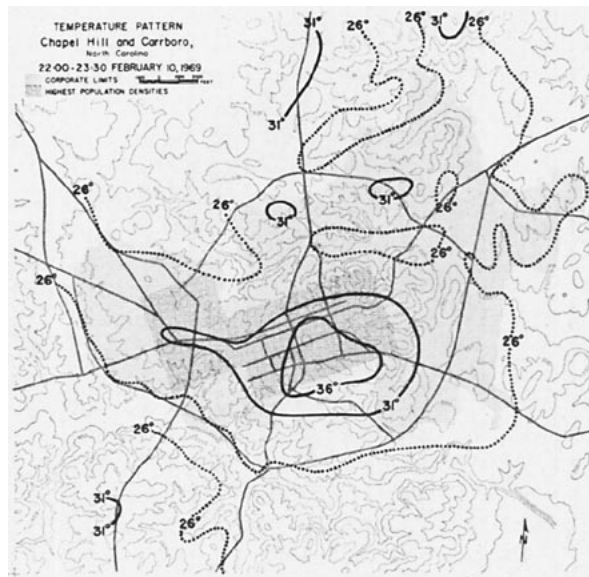 TEMPERATURE PATTERN
Chapel Hill and Carrboro,
North Carolina
22:00-23:30 FEBRUARY 10, 1969
CORPORATE LIMITS
FEET
HIGHEST POPULATION DENSITIES
31°
26°
31°
26°
26°
31°
26°
26°
31°
26°
26°
31°
26°
26°
26°
36°
31°
26°
31°
31°
26°
N